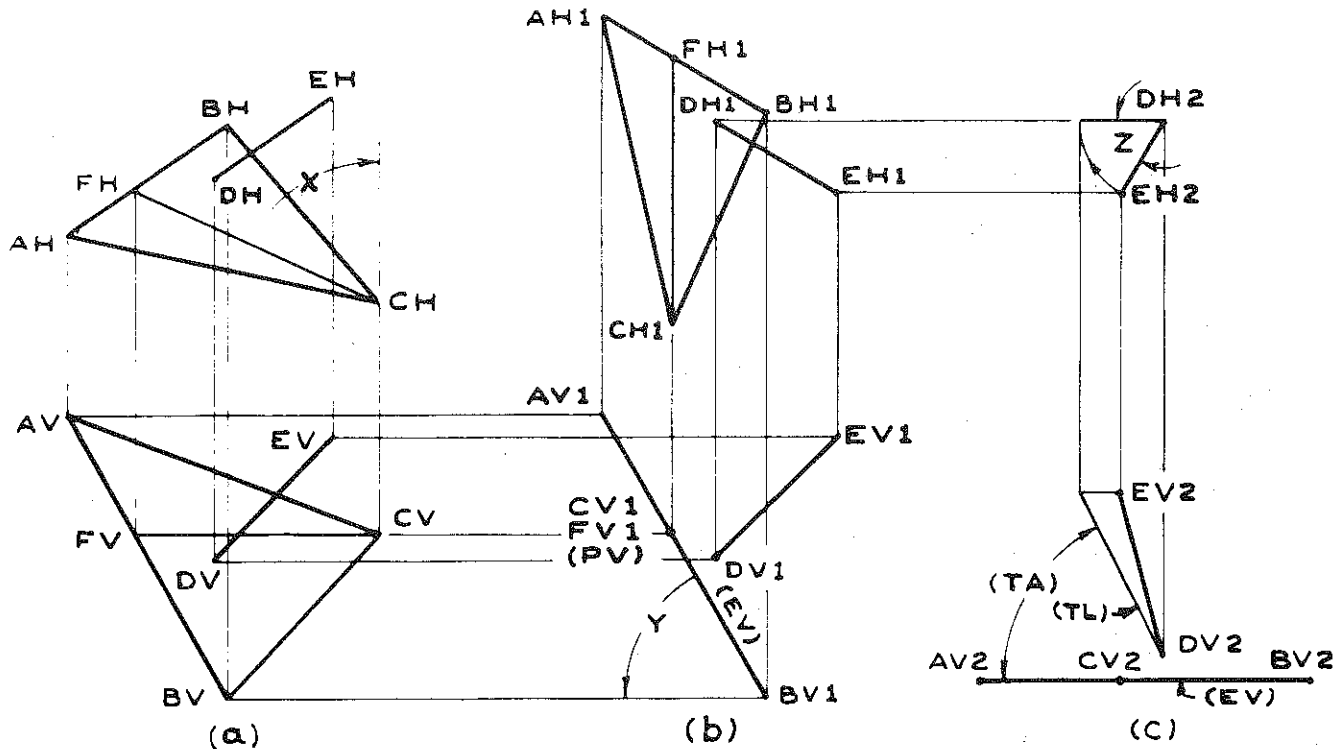 AH1
FH1
EH
BH
DH1
BH1
DH2
Z
FH
DH
X
EH1
EH2
AH
CH
CH1
AV
EV
AV1
EV1
EV2
CV
CV1
FV
FV1
(PV)
DV
DV1
(EV)
Y
(TA)
(TL)
DV2
AV2
CV2
BV2
BV
BV1
(EV)
(a)
(b)
(c)